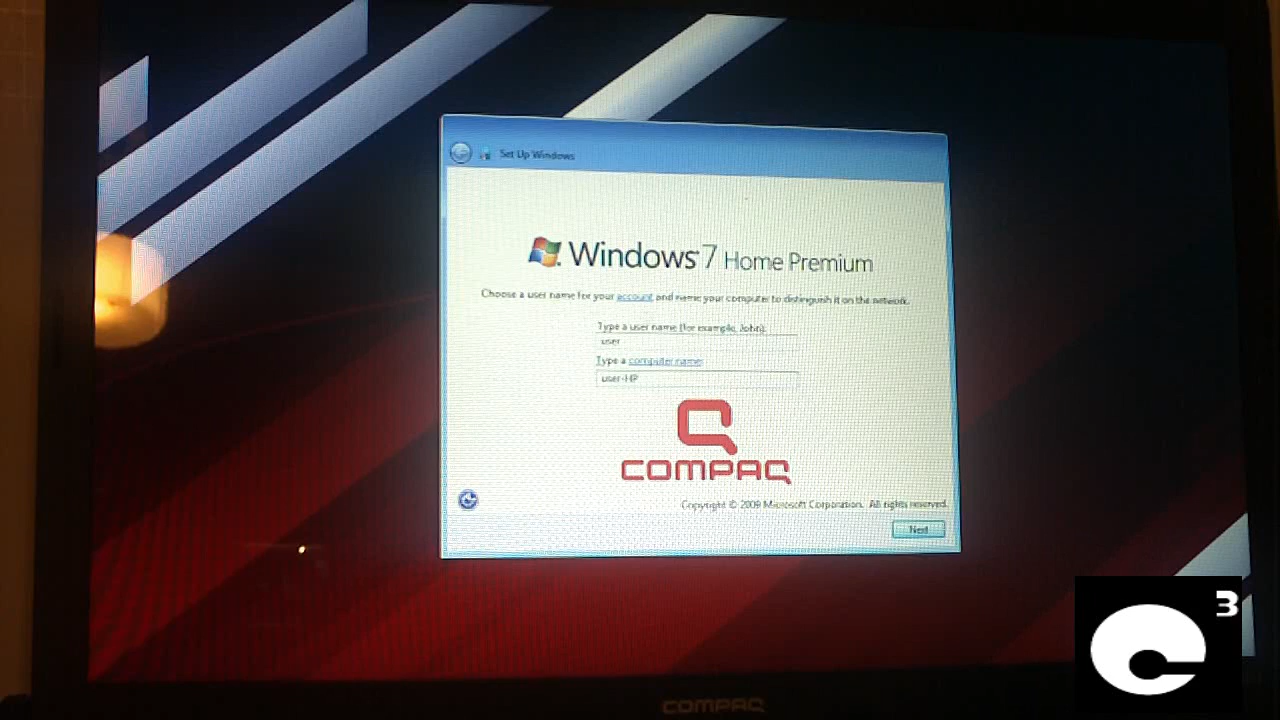 Set Up Windows
Windows 7 Home Premium
Choose a user name for your account and name your computer to distinguish it on the network.
Type a user name (for example, John):
user
Type a computer name:
user-HP
COMPAQ
Copyright © 2009 Microsoft Corporation. All rights reserved.
Next
3
COMPAQ